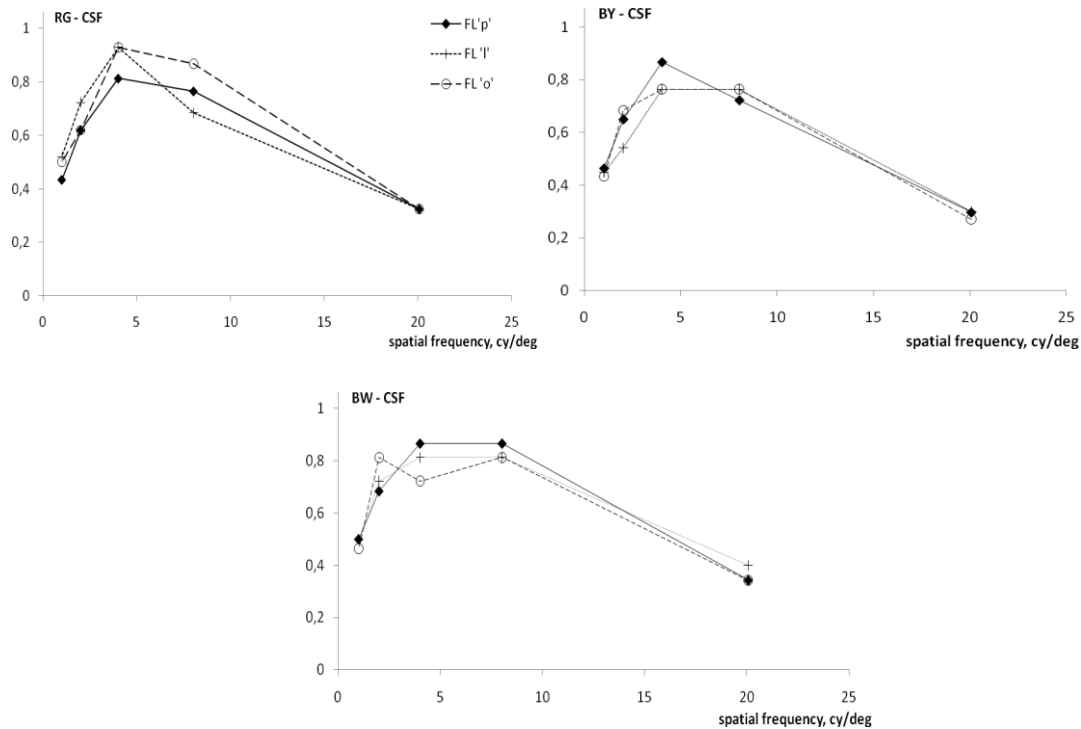 RG - CSF
1
0,8
0,6
0,4
0,2
0
0 5 10 15 20 25
spatial frequency, cy/deg
FL'p'
FL'l'
FL'o'
BY - CSF
1
0,8
0,6
0,4
0,2
0
0 5 10 15 20 25
spatial frequency, cy/deg
BW - CSF
1
0,8
0,6
0,4
0,2
0
0 5 10 15 20 25
spatial frequency, cy/deg